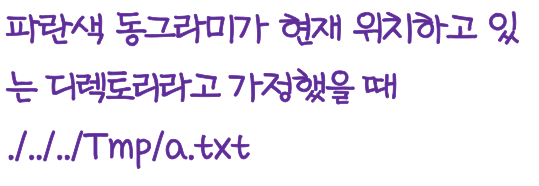 파란색 동그라미가 현재 위치하고 있
는 디렉토리라고 가정했을 때
./../../Tmp/a.txt